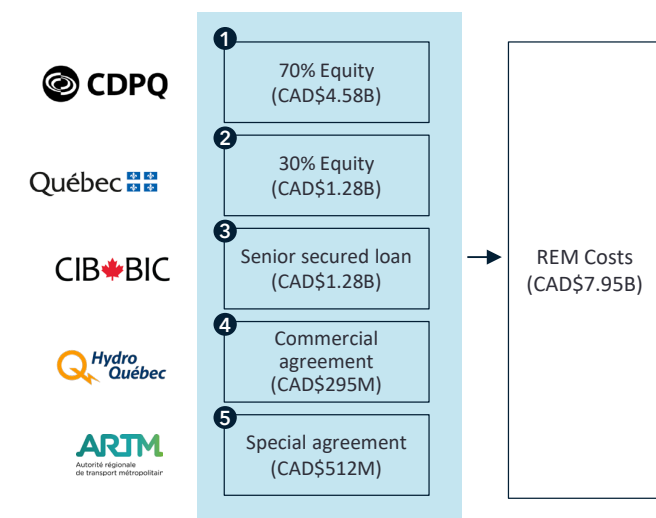 1
70% Equity
(CAD$4.58B)
CDPQ
2
30% Equity
(CAD$1.28B)
Québec
3
Senior secured loan
(CAD$1.28B)
CIB BIC
REM Costs
(CAD$7.95B)
4
Commercial
agreement
(CAD$295M)
Hydro
Québec
5
Special agreement
(CAD$512M)
ARTM
Autorité régionale
de transport métropolitain